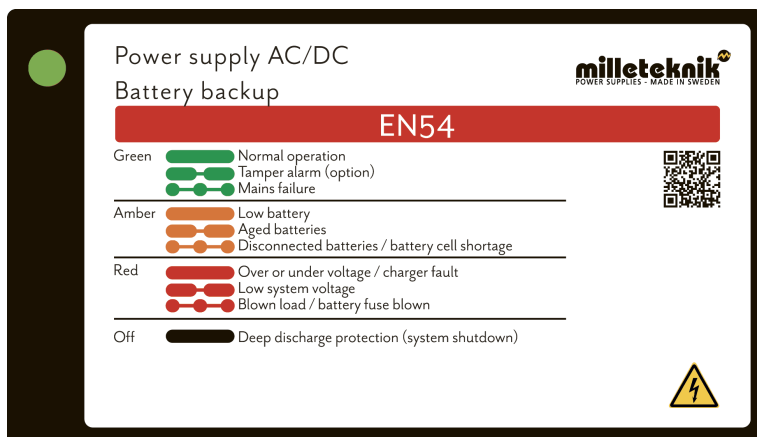 Power supply AC/DC
Battery backup
milleteknik
POWER SUPPLIES - MADE IN SWEDEN
EN54
Green
Normal operation
Tamper alarm (option)
Mains failure
Amber
Low battery
Aged batteries
Disconnected batteries / battery cell shortage
Red
Over or under voltage / charger fault
Low system voltage
Blown load / battery fuse blown
Off
Deep discharge protection (system shutdown)